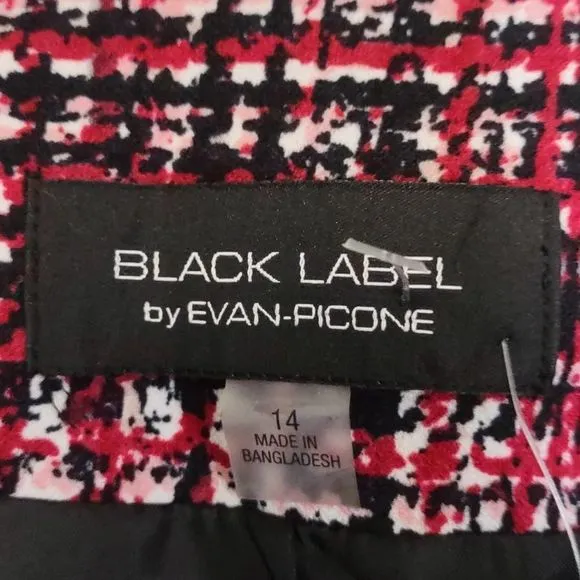 BLACK LABEL
by EVAN-PICONE
14
MADE IN
BANGLADESH